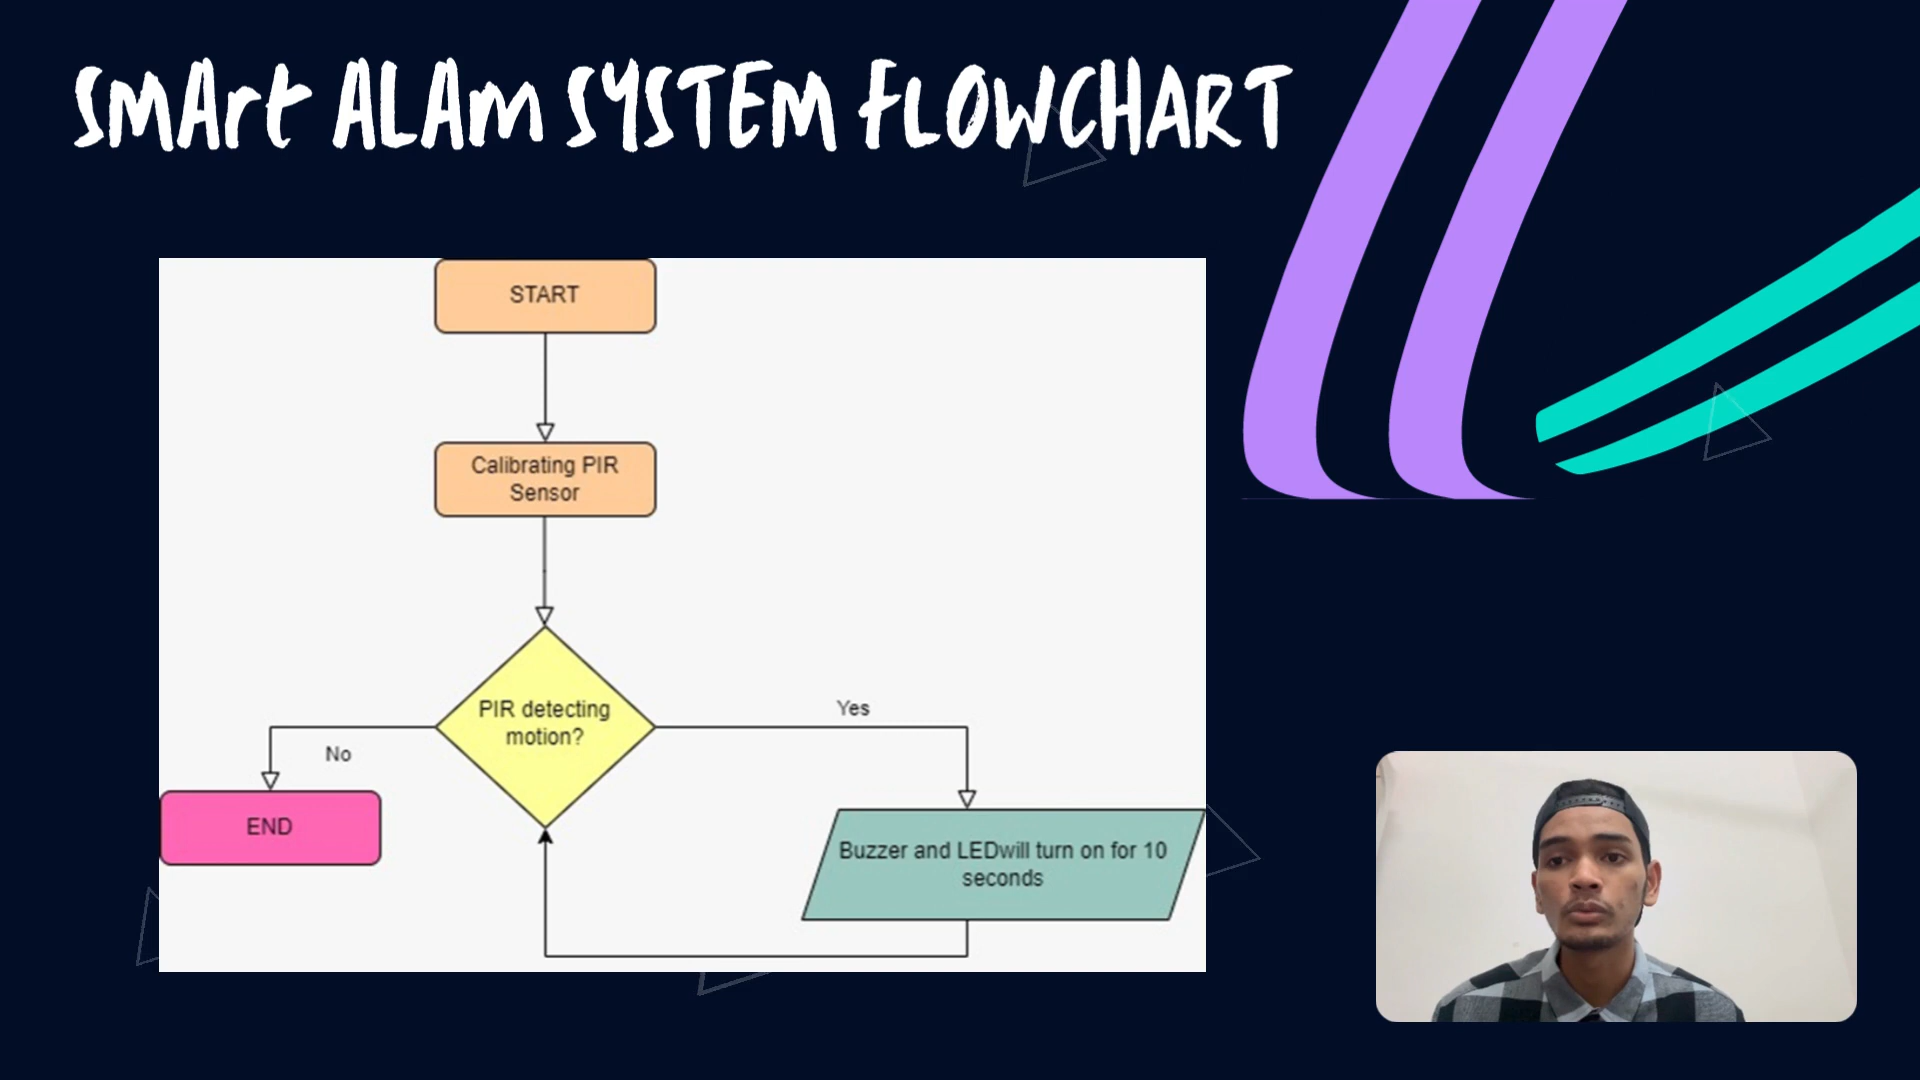 SMArt ALAm SYSTEM FLOWCHART
START
Calibrating PIR
Sensor
PIR detecting
motion?
Yes
No
END
Buzzer and LEDwill turn on for 10
seconds